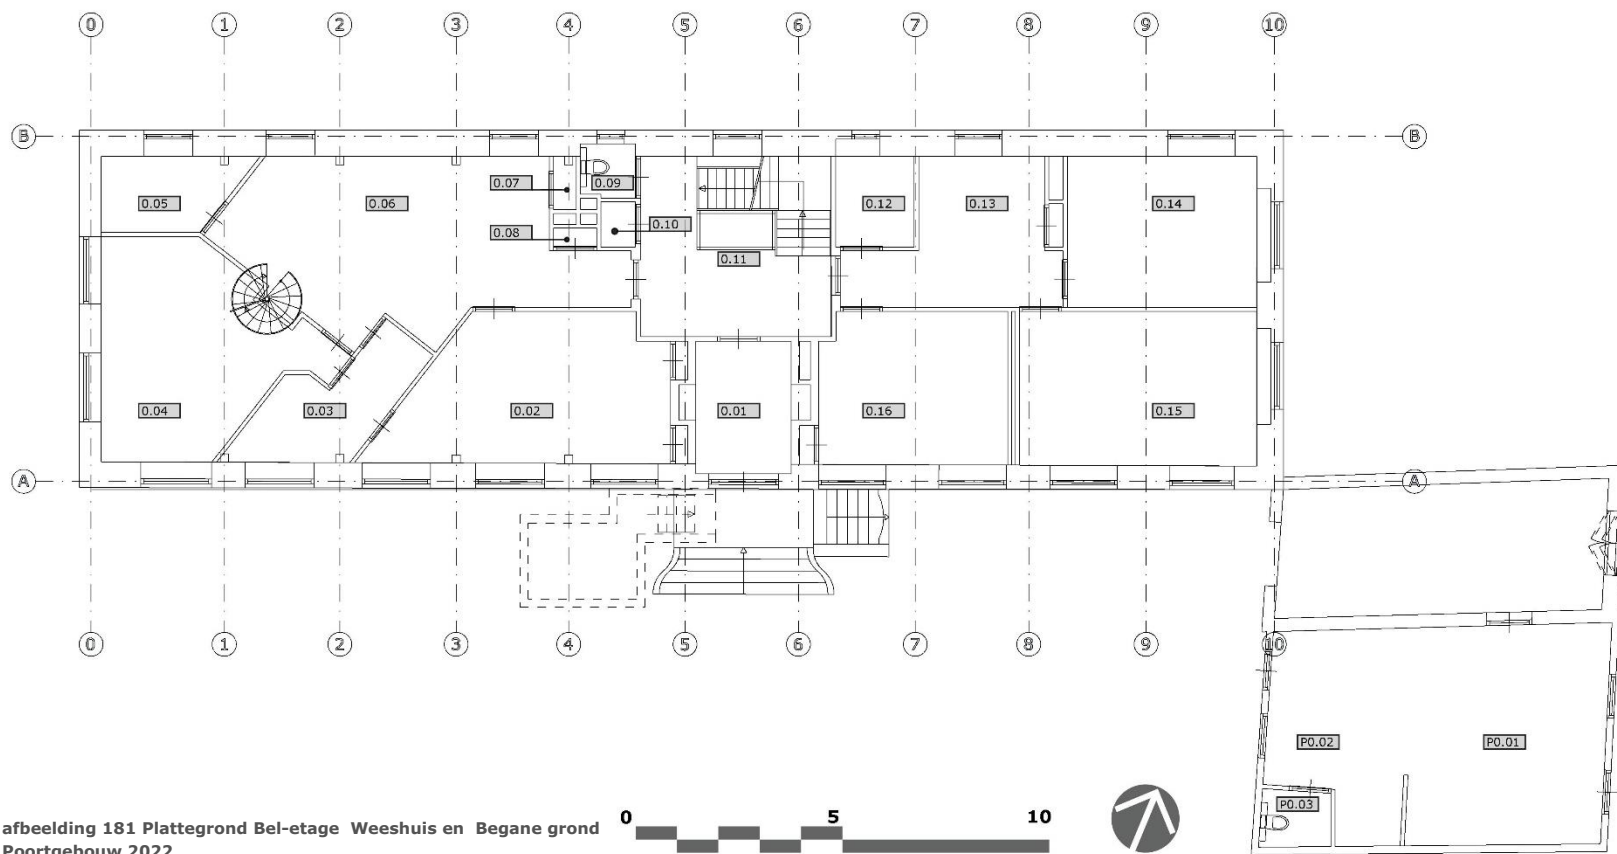 0 1 2 3 4 5 6 7 8 9 10
B B
0.05 0.06 0.07 0.09 0.12 0.13 0.14
0.10
0.08
0.11
0.04 0.03 0.02 0.01 0.16 0.15
A A
0 1 2 3 4 5 6 7 8 9 10
P0.02 P0.01
P0.03
0 5 10
afbeelding 181 Plattegrond Bel-etage Weeshuis en Begane grond
Poortgebouw 2022